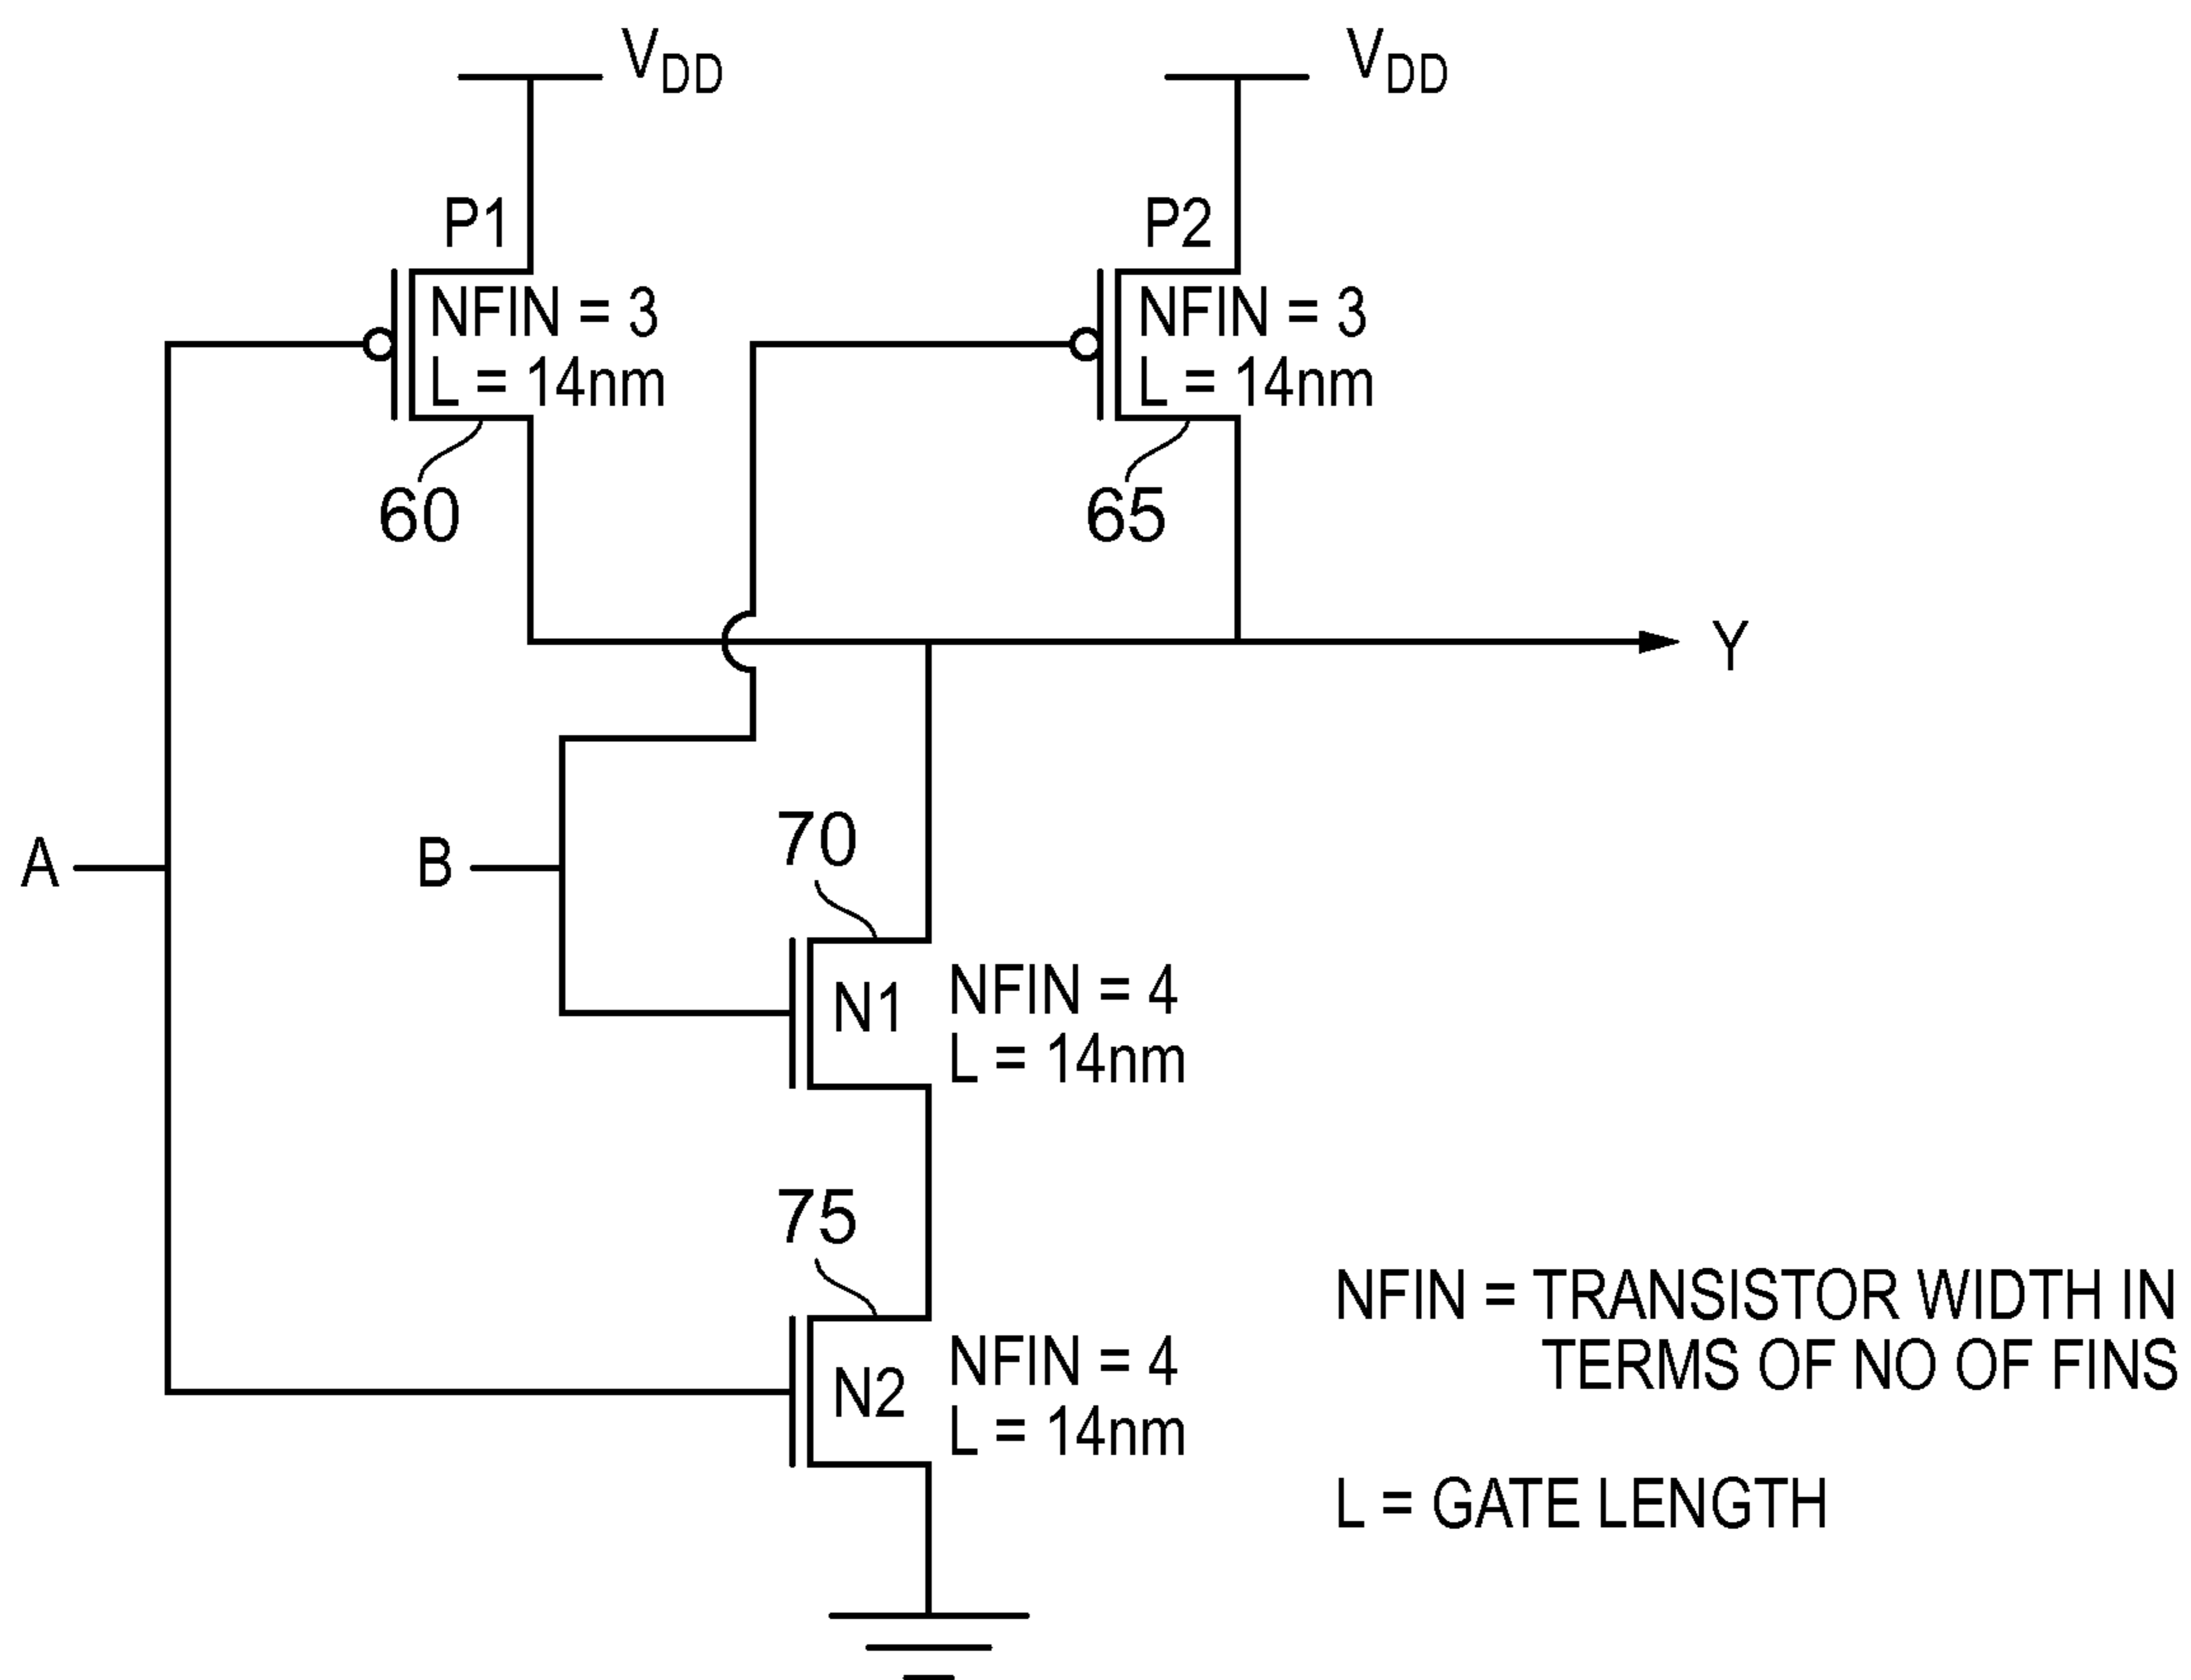 VDD
VDD
P1
P2
NFIN = 3
L = 14nm
NFIN = 3
L = 14nm
60
65
Y
A
B
70
N1
NFIN = 4
L = 14nm
75
N2
NFIN = 4
L = 14nm
NFIN = TRANSISTOR WIDTH IN
TERMS OF NO OF FINS
L = GATE LENGTH